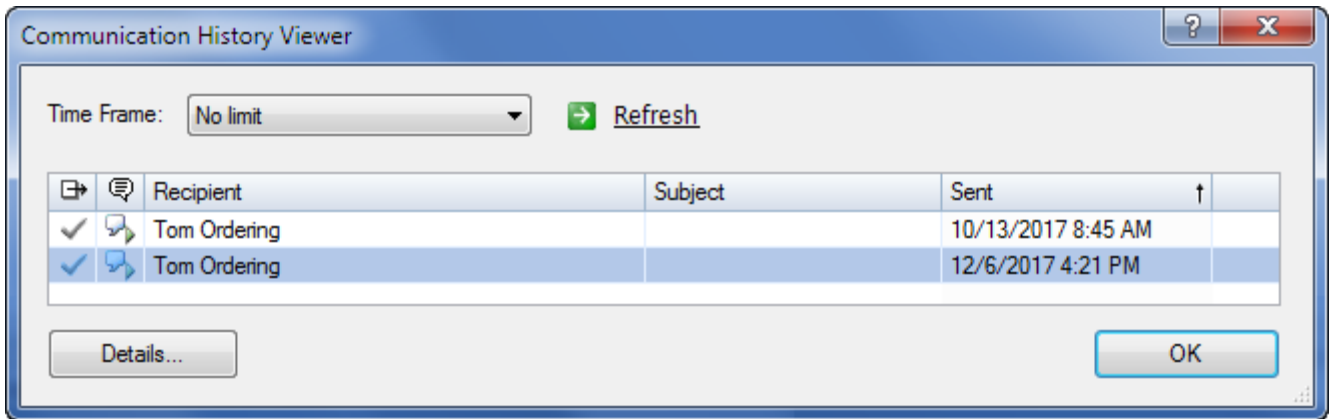 Communication History Viewer
Time Frame: No limit Refresh
Recipient Subject Sent
Tom Ordering 10/13/2017 8:45 AM
Tom Ordering 12/6/2017 4:21 PM
Details... OK